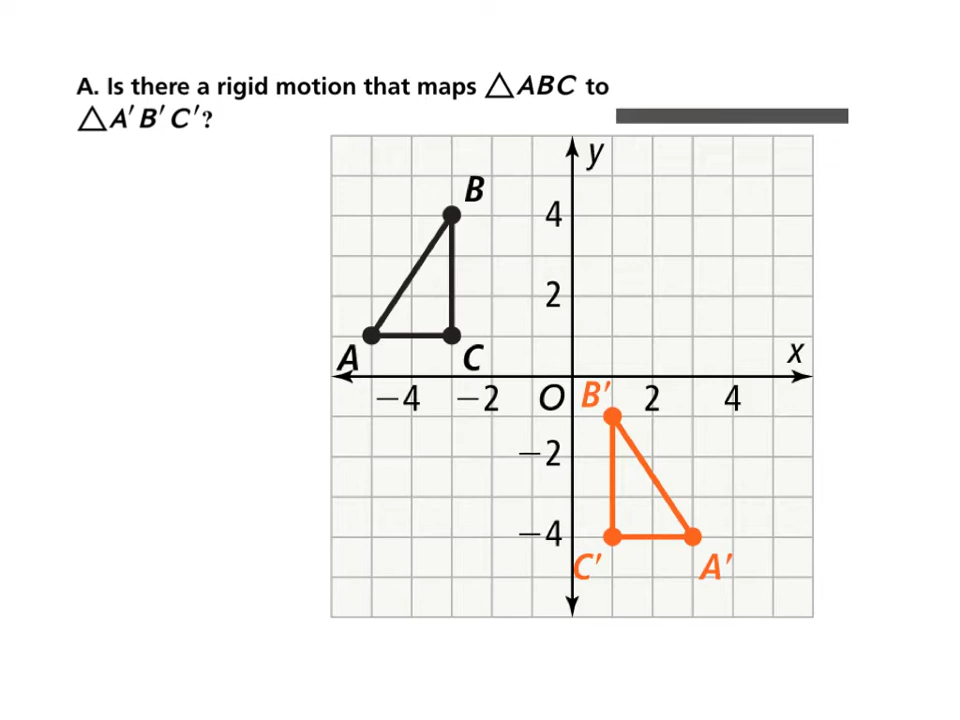 A. Is there a rigid motion that maps △ABC to
△A′B′C′?
y
B
4
2
A
C
x
−4 −2 O B′ 2 4
−2
−4
C′ A′